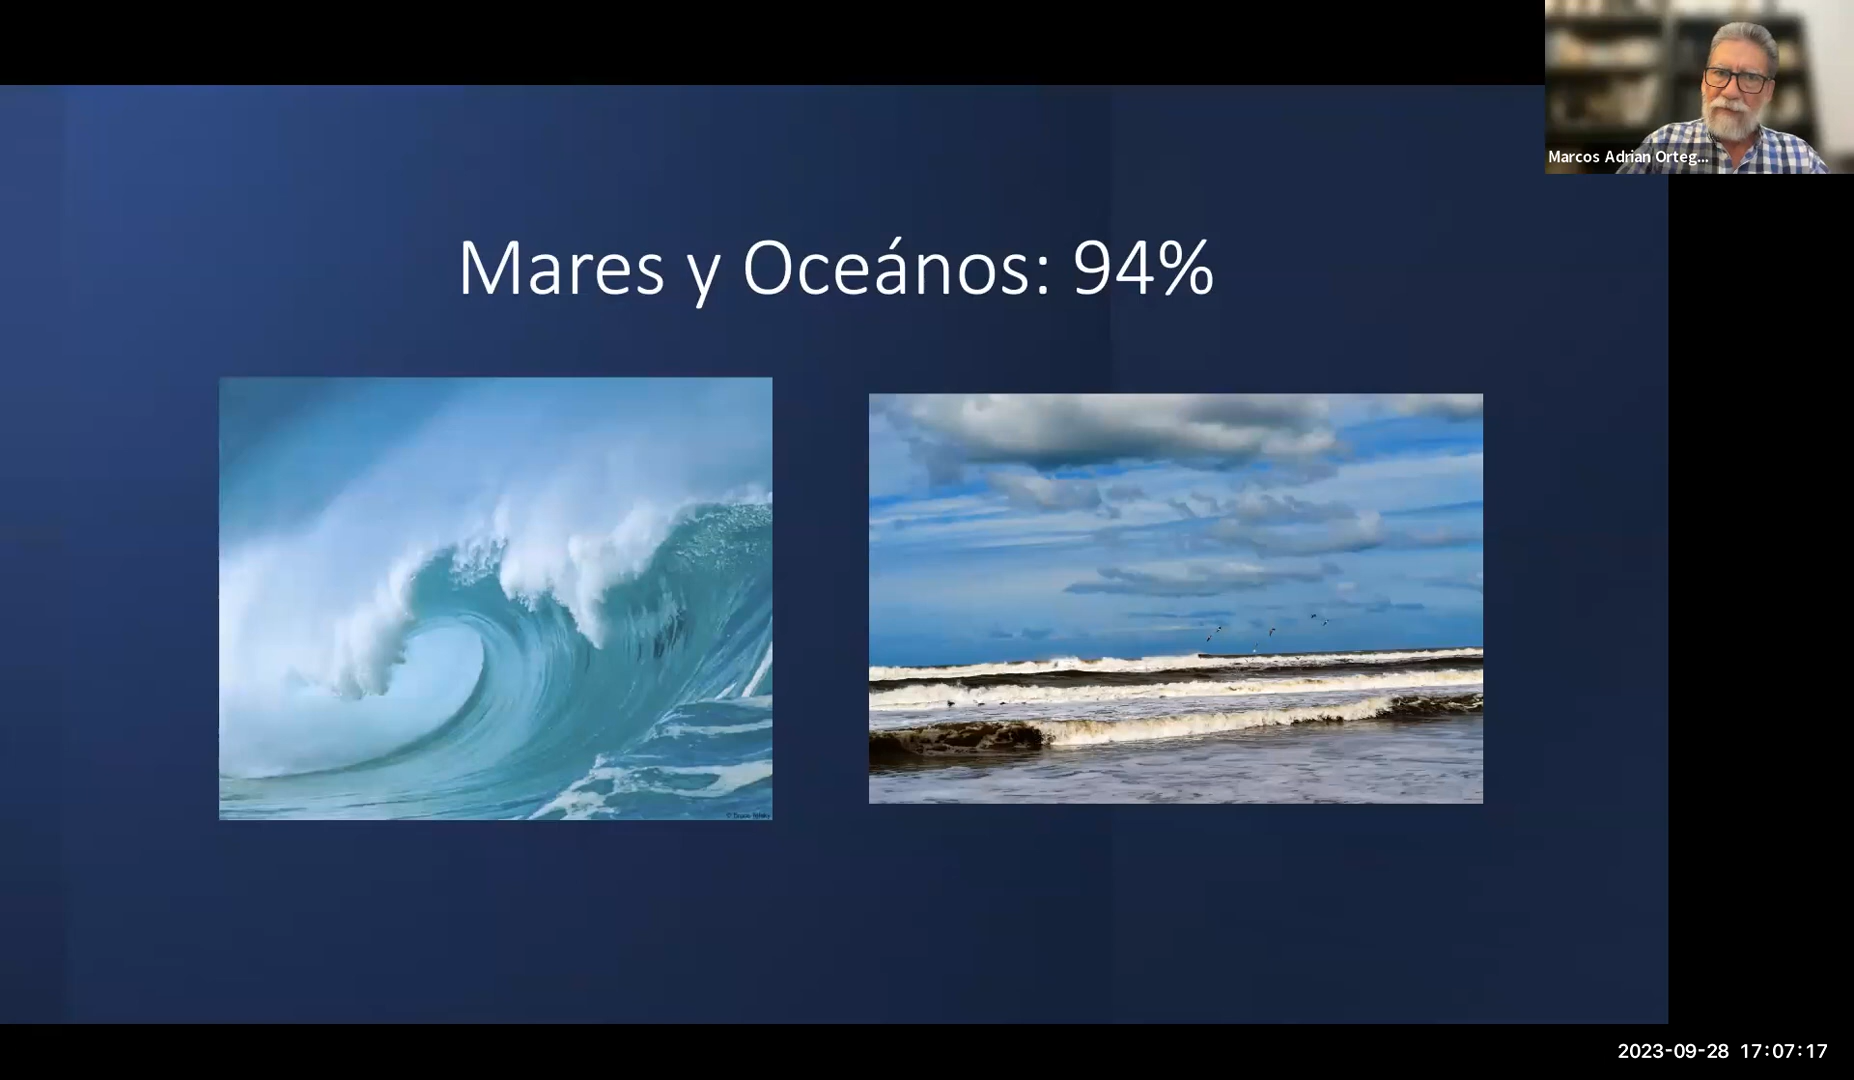 Marcos Adrian Orteg...
Mares y Oceános: 94%
2023-09-28 17:07:17